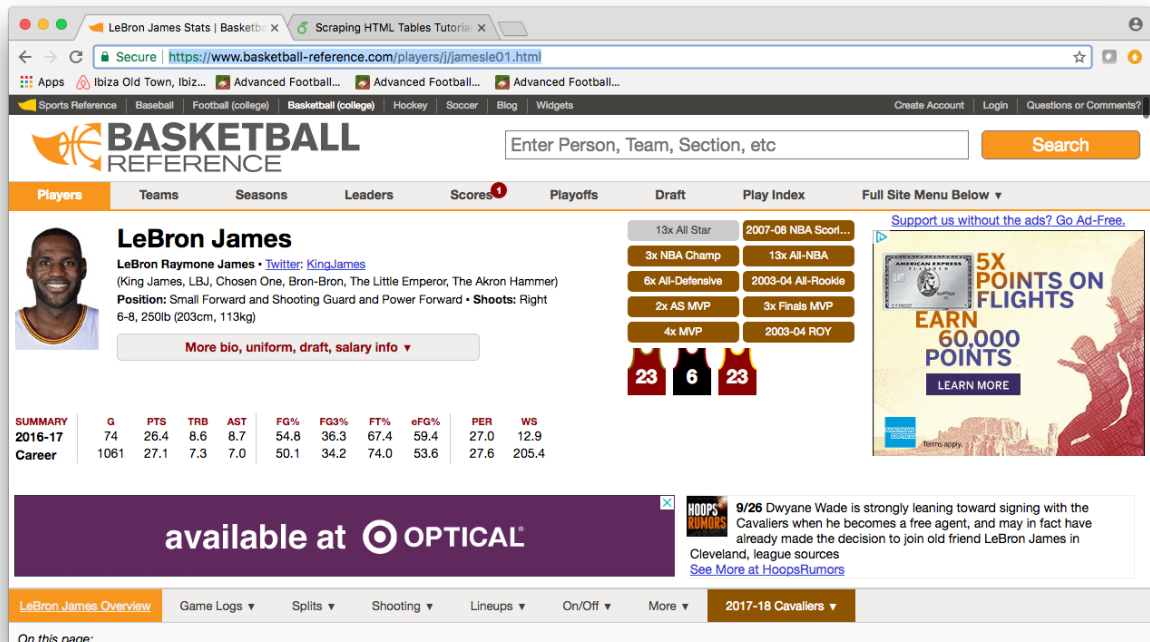 LeBron James Stats | Basketba
Scraping HTML Tables Tutorial
Secure | https://www.basketball-reference.com/players/j/jamesle01.html
Apps Ibiza Old Town, Ibiz... Advanced Football... Advanced Football... Advanced Football...
Sports Reference Baseball Football (college) Basketball (college) Hockey Soccer Blog Widgets Create Account Login Questions or Comments?
BASKETBALL
REFERENCE
Enter Person, Team, Section, etc
Search
Players Teams Seasons Leaders Scores 1 Playoffs Draft Play Index Full Site Menu Below ▼
LeBron James
LeBron Raymone James • Twitter: KingJames
(King James, LBJ, Chosen One, Bron-Bron, The Little Emperor, The Akron Hammer)
Position: Small Forward and Shooting Guard and Power Forward • Shoots: Right
6-8, 250lb (203cm, 113kg)
More bio, uniform, draft, salary info ▼
13x All Star 2007-08 NBA Scori...
3x NBA Champ 13x All-NBA
6x All-Defensive 2003-04 All-Rookie
2x AS MVP 3x Finals MVP
4x MVP 2003-04 ROY
23 6 23
Support us without the ads? Go Ad-Free.
AMERICAN EXPRESS
5X
POINTS ON
FLIGHTS
EARN
60,000
POINTS
LEARN MORE
AMERICAN EXPRESS
Terms apply.
SUMMARY G PTS TRB AST FG% FG3% FT% eFG% PER WS
2016-17 74 26.4 8.6 8.7 54.8 36.3 67.4 59.4 27.0 12.9
Career 1061 27.1 7.3 7.0 50.1 34.2 74.0 53.6 27.6 205.4
available at OPTICAL
HOOPS
RUMORS
9/26 Dwyane Wade is strongly leaning toward signing with the
Cavaliers when he becomes a free agent, and may in fact have
already made the decision to join old friend LeBron James in
Cleveland, league sources
See More at HoopsRumors
LeBron James Overview Game Logs ▼ Splits ▼ Shooting ▼ Lineups ▼ On/Off ▼ More ▼ 2017-18 Cavaliers ▼
On this page: